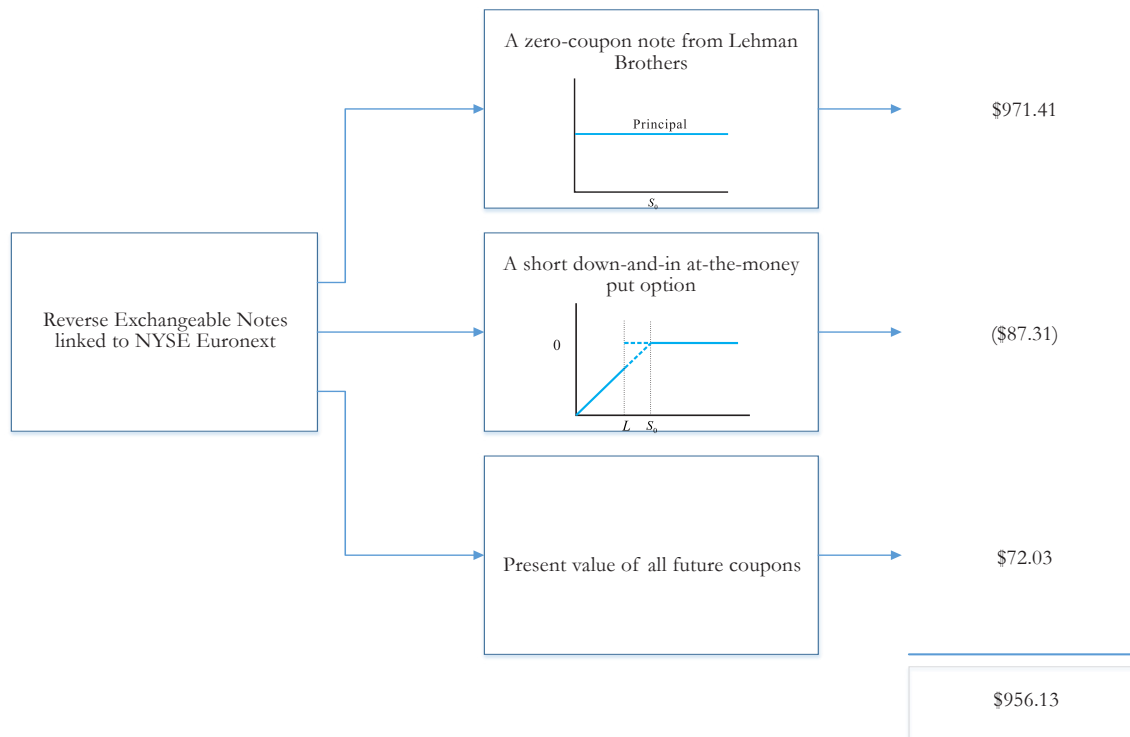 A zero-coupon note from Lehman
Brothers
Principal
S₀
$971.41
Reverse Exchangeable Notes
linked to NYSE Euronext
A short down-and-in at-the-money
put option
0
L
S₀
($87.31)
Present value of all future coupons
$72.03
$956.13